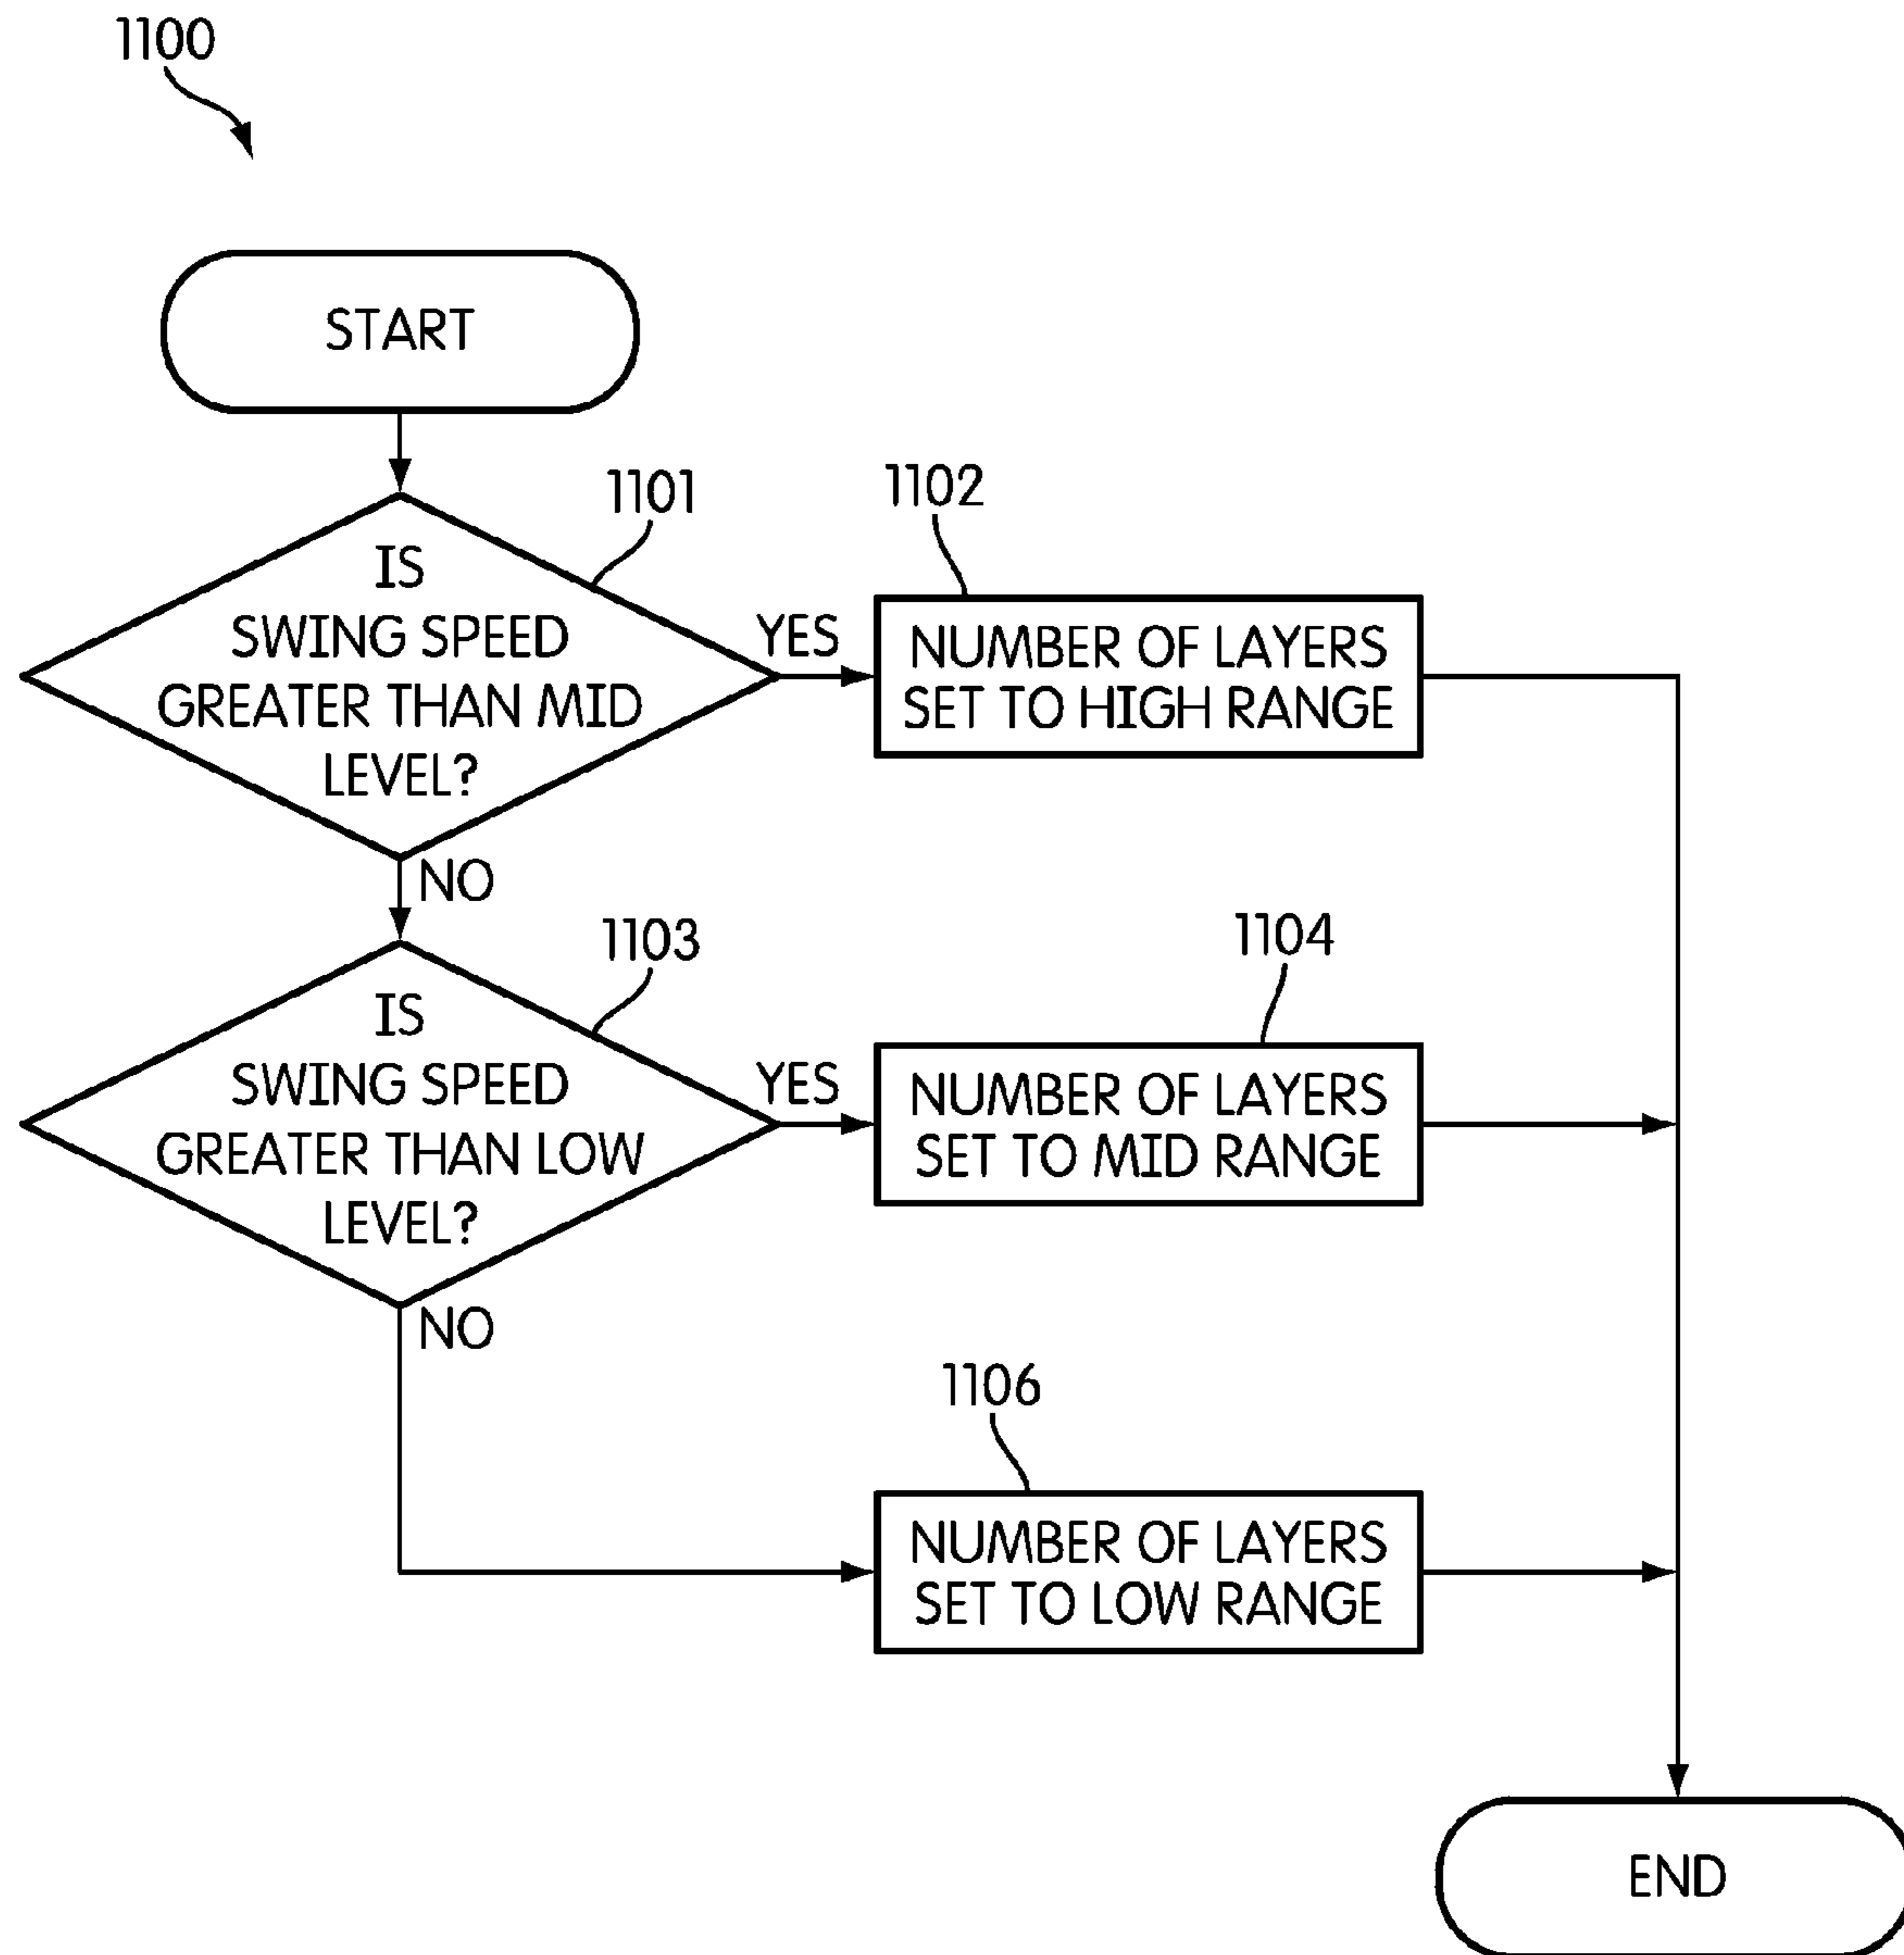 1100
START
1101
IS
SWING SPEED
GREATER THAN MID
LEVEL?
YES
1102
NUMBER OF LAYERS
SET TO HIGH RANGE
NO
1103
IS
SWING SPEED
GREATER THAN LOW
LEVEL?
YES
1104
NUMBER OF LAYERS
SET TO MID RANGE
NO
1106
NUMBER OF LAYERS
SET TO LOW RANGE
END